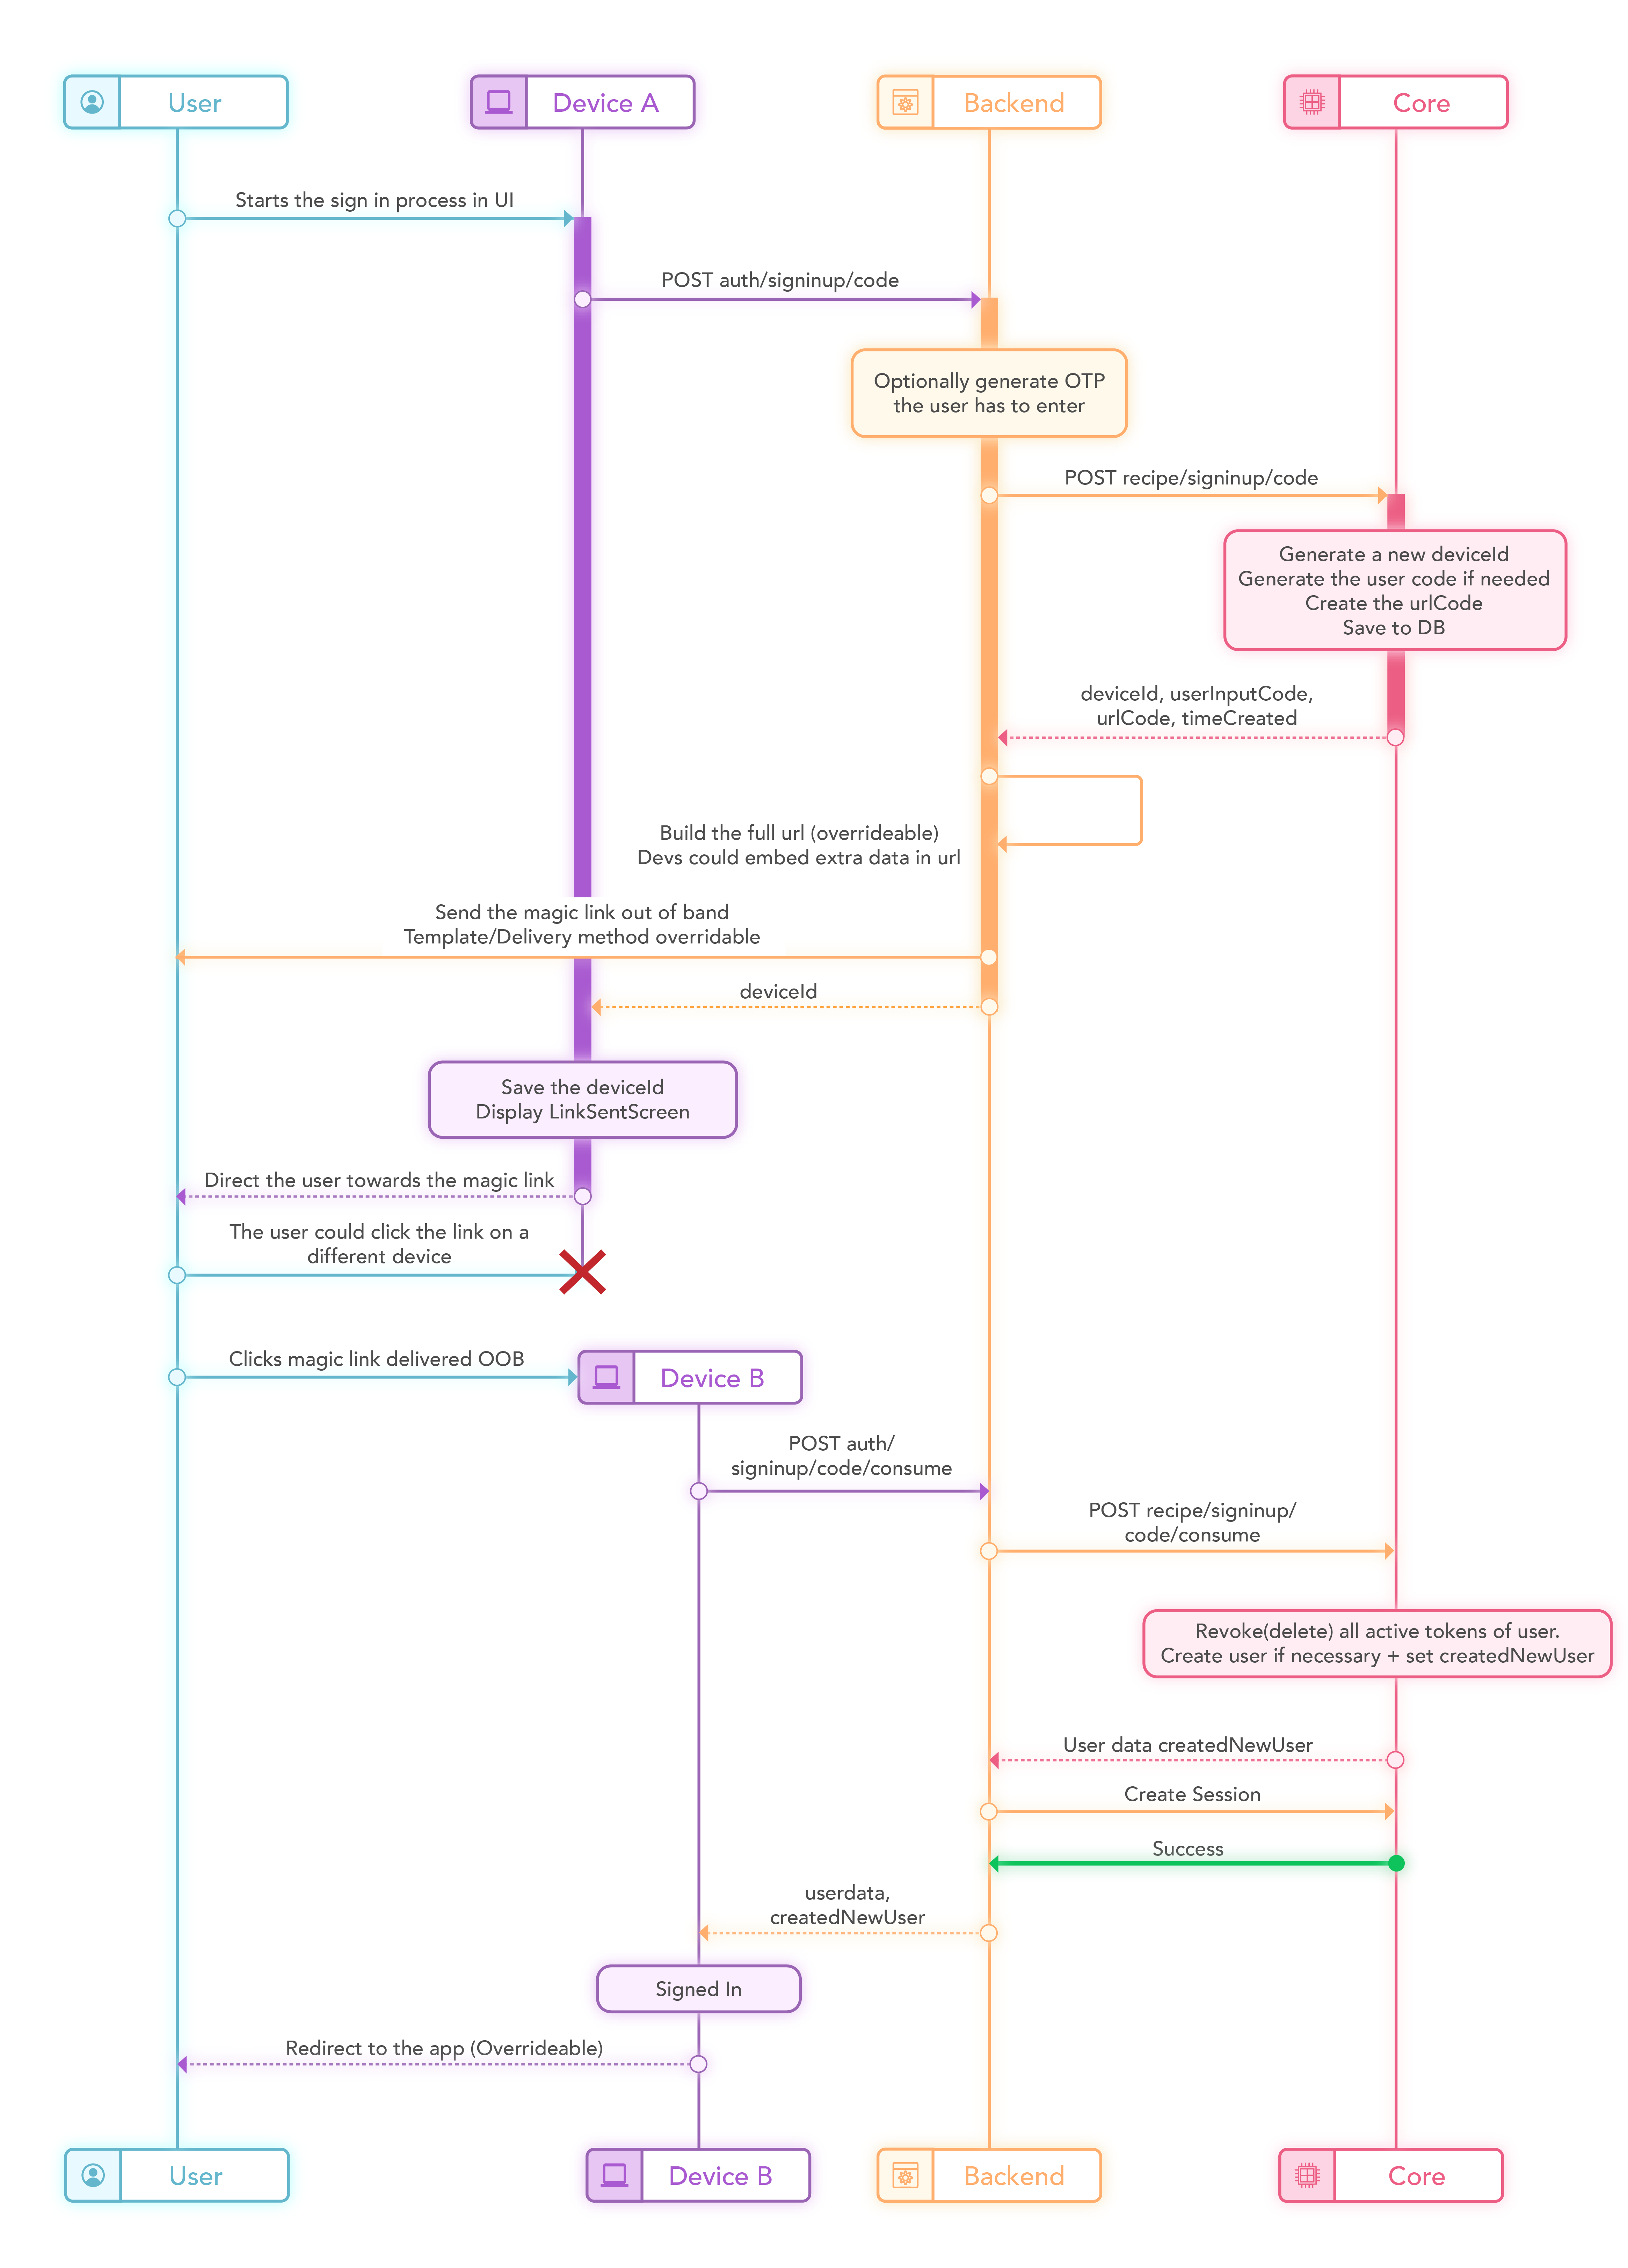 User
Device A
Backend
Core
Starts the sign in process in UI
POST auth/signinup/code
Optionally generate OTP
the user has to enter
POST recipe/signinup/code
Generate a new deviceId
Generate the user code if needed
Create the urlCode
Save to DB
deviceId, userInputCode,
urlCode, timeCreated
Build the full url (overrideable)
Devs could embed extra data in url
Send the magic link out of band
Template/Delivery method overridable
deviceId
Save the deviceId
Display LinkSentScreen
Direct the user towards the magic link
The user could click the link on a
different device
Clicks magic link delivered OOB
Device B
POST auth/
signinup/code/consume
POST recipe/signinup/
code/consume
Revoke(delete) all active tokens of user.
Create user if necessary + set createdNewUser
User data createdNewUser
Create Session
Success
userdata,
createdNewUser
Signed In
Redirect to the app (Overrideable)
User
Device B
Backend
Core